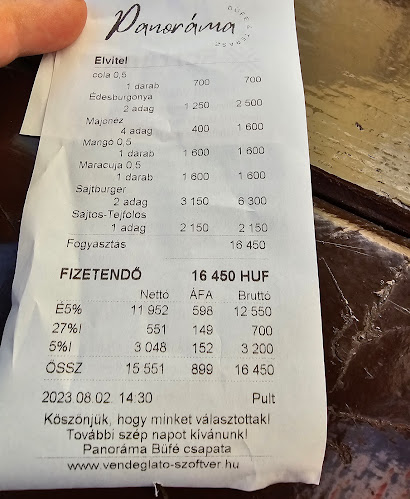 Panoráma
BÜFÉ & TERASZ
Elvitel
cola 0,5
1 darab 700 700
Édesburgonya
2 adag 1 250 2 500
Majonéz
4 adag 400 1 600
Mangó 0,5
1 darab 1 600 1 600
Maracuja 0,5
1 darab 1 600 1 600
Sajtburger
2 adag 3 150 6 300
Sajtos-Tejfölös
1 adag 2 150 2 150
Fogyasztás 16 450
FIZETENDŐ 16 450 HUF
Nettó ÁFA Bruttó
É5% 11 952 598 12 550
27%I 551 149 700
5%I 3 048 152 3 200
ÖSSZ 15 551 899 16 450
2023.08.02. 14:30 Pult
Köszönjük, hogy minket választottak!
További szép napot kívánunk!
Panoráma Büfé csapata
www.vendeglato-szoftver.hu